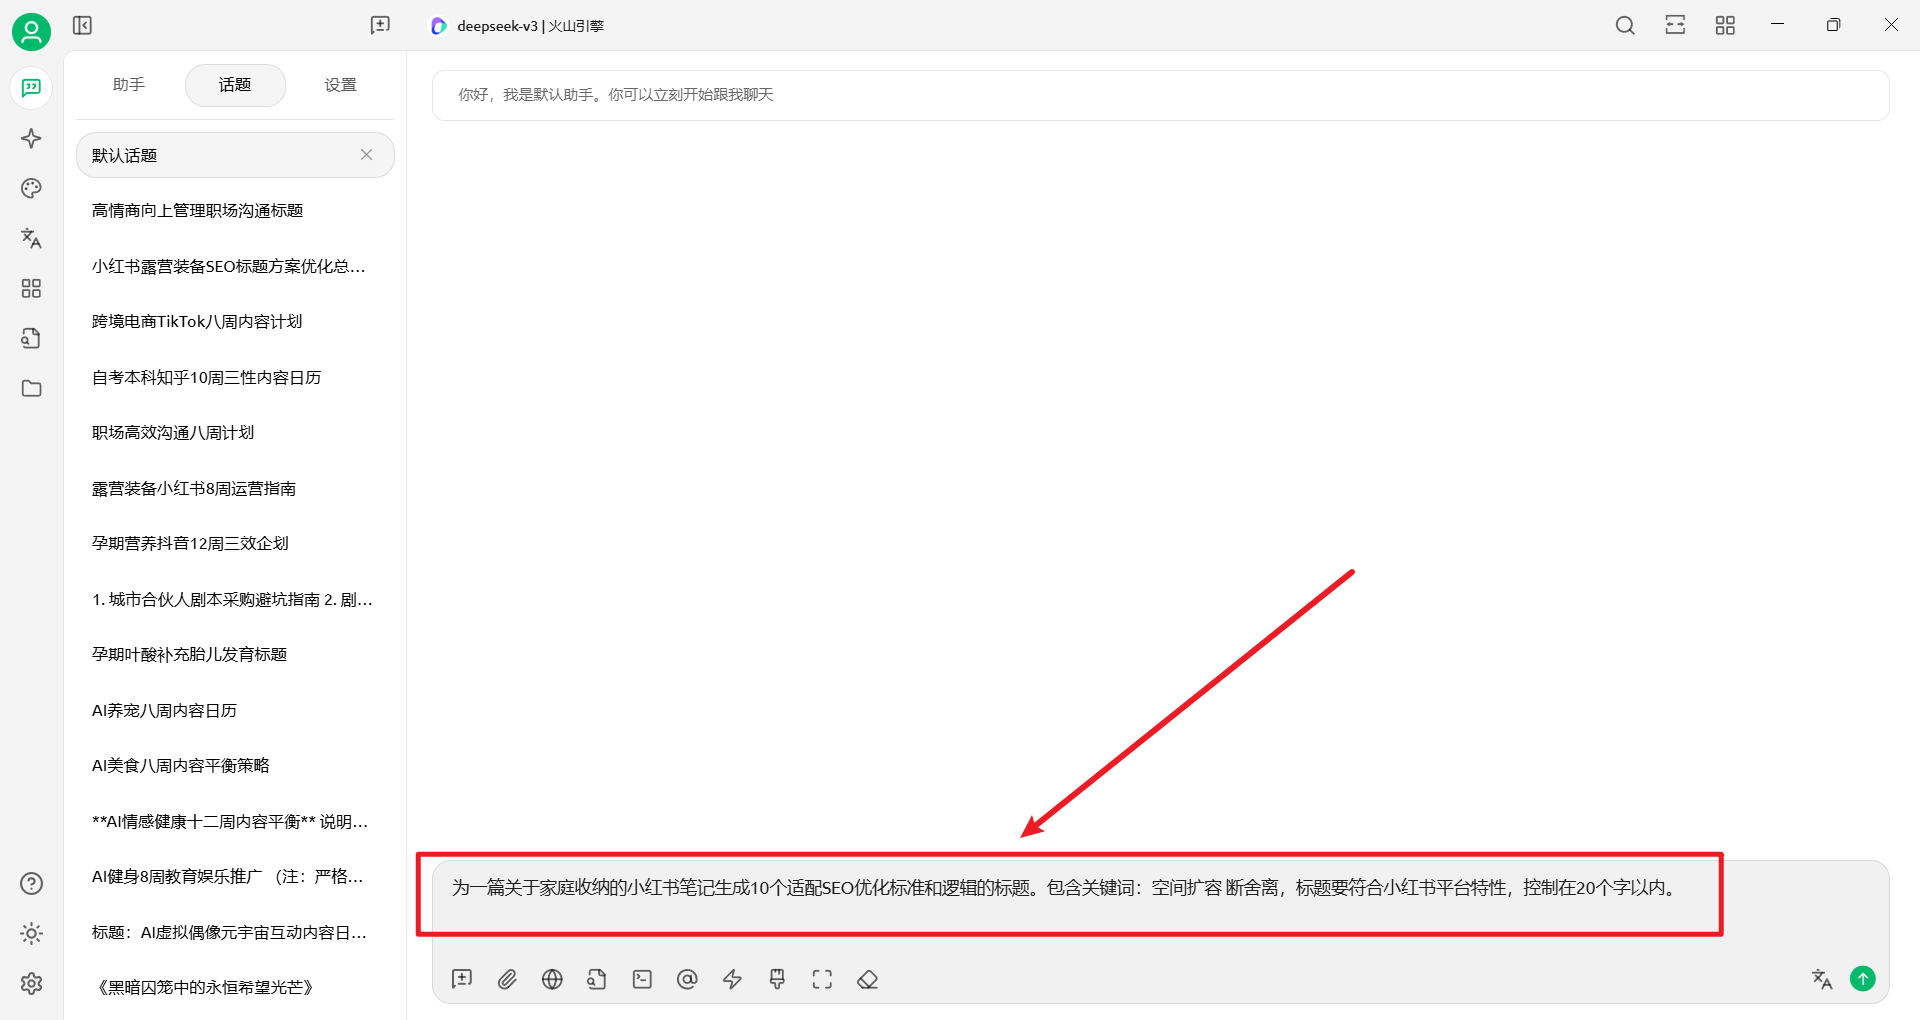 deepseek-v3 | 火山引擎
助手
话题
设置
默认话题
高情商向上管理职场沟通标题
小红书露营装备SEO标题方案优化总...
跨境电商TikTok八周内容计划
自考本科知乎10周三性内容日历
职场高效沟通八周计划
露营装备小红书8周运营指南
孕期营养抖音12周三效企划
1. 城市合伙人剧本采购避坑指南 2. 剧...
孕期叶酸补充胎儿发育标题
AI养宠八周内容日历
AI美食八周内容平衡策略
**AI情感健康十二周内容平衡** 说明...
AI健身8周教育娱乐推广 （注：严格...
标题：AI虚拟偶像元宇宙互动内容日...
《黑暗囚笼中的永恒希望光芒》
你好，我是默认助手。你可以立刻开始跟我聊天
为一篇关于家庭收纳的小红书笔记生成10个适配SEO优化标准和逻辑的标题。包含关键词：空间扩容 断舍离，标题要符合小红书平台特性，控制在20个字以内。